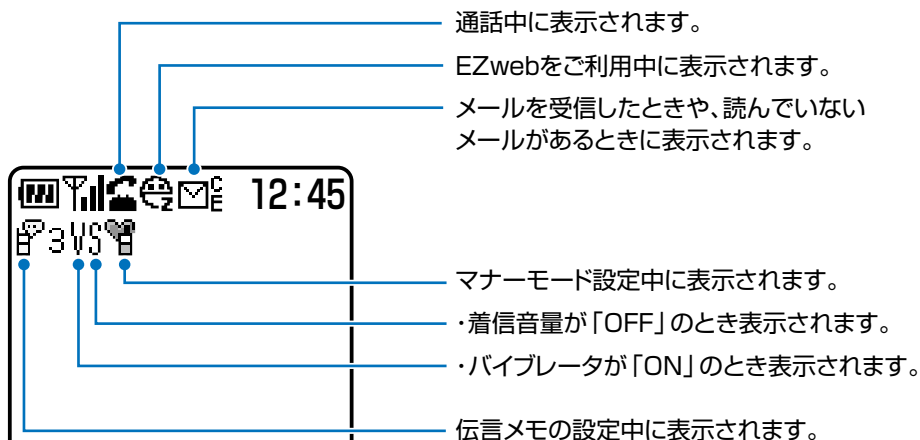 通話中に表示されます。
EZwebをご利用中に表示されます。
メールを受信したときや、読んでいない
メールがあるときに表示されます。
C
E
12:45
3VS
マナーモード設定中に表示されます。
・着信音量が「OFF」のとき表示されます。
・バイブレータが「ON」のとき表示されます。
伝言メモの設定中に表示されます。